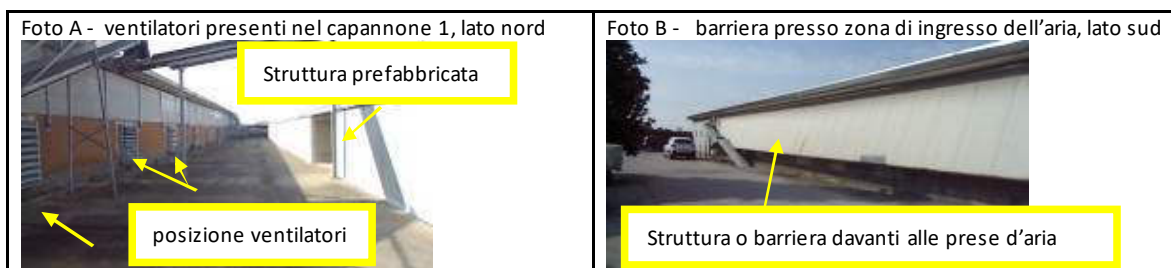 Foto A -  ventilatori presenti nel capannone 1, lato nord
Struttura prefabbricata
posizione ventilatori
Foto B -   barriera presso zona di ingresso dell’aria, lato sud
Struttura o barriera davanti alle prese d’aria